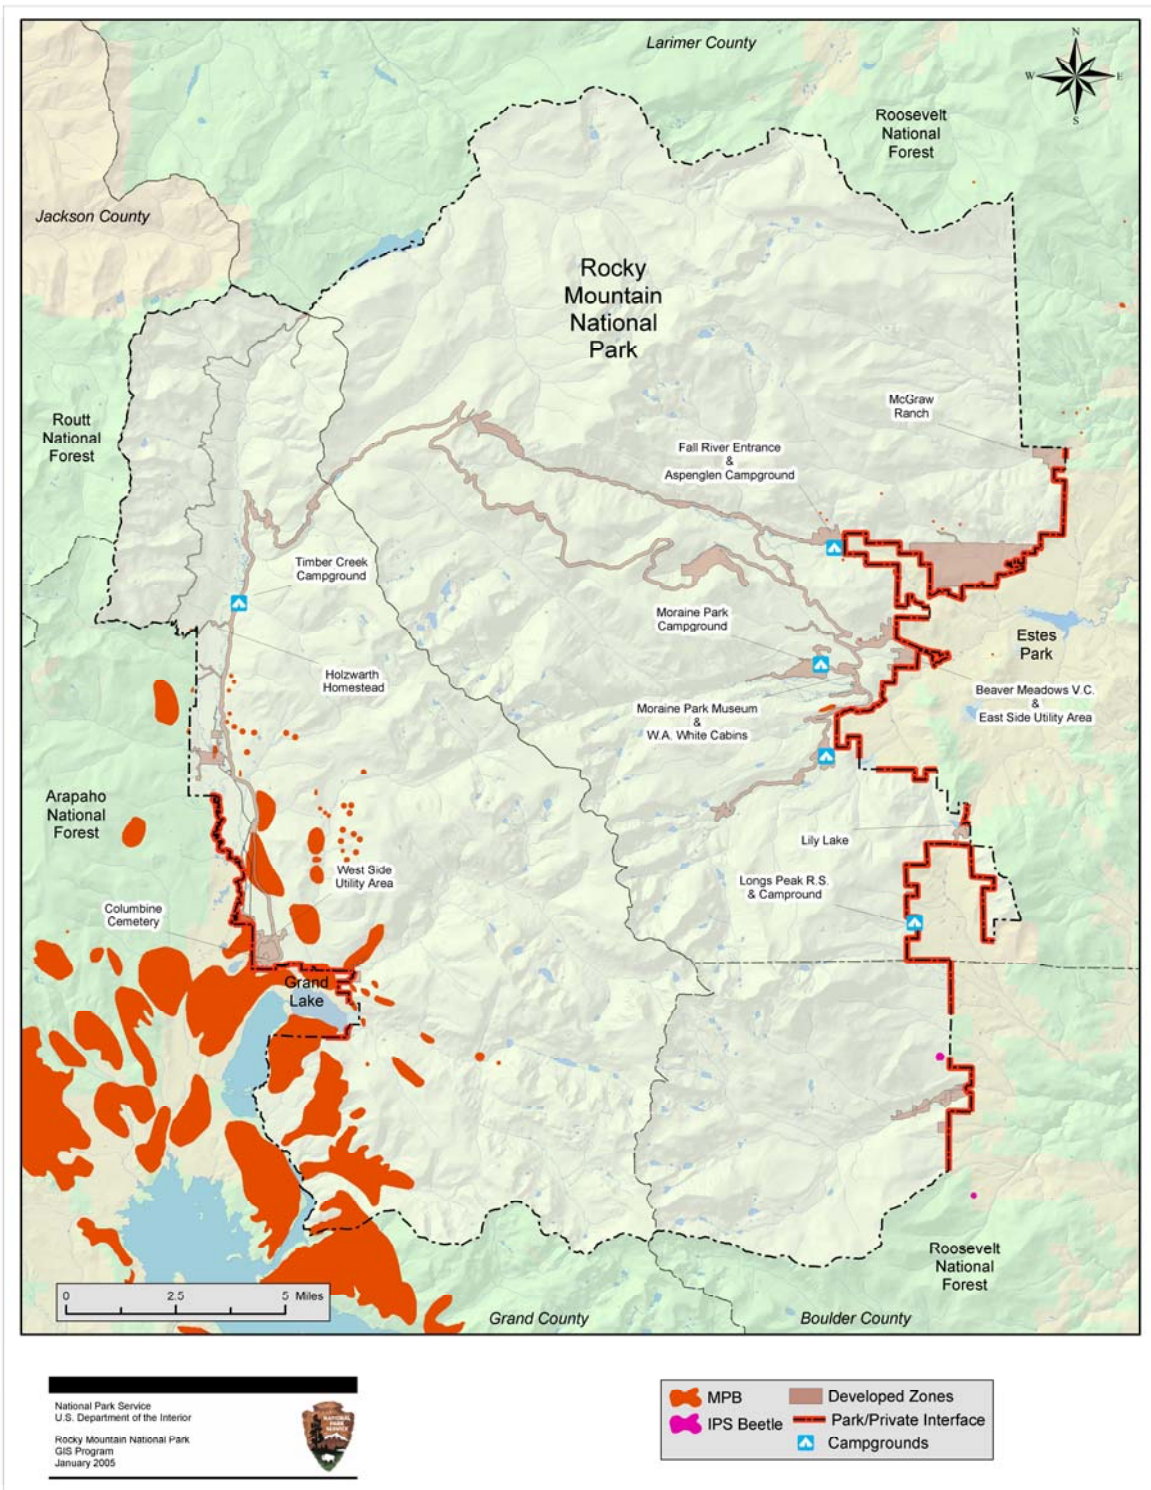 Larimer County
N
W
E
S
Roosevelt
National
Forest
Jackson County
Rocky
Mountain
National
Park
McGraw
Ranch
Routt
National
Forest
Fall River Entrance
&
Aspenglen Campground
Timber Creek
Campground
Moraine Park
Campground
Estes
Park
Holzwarth
Homestead
Beaver Meadows V.C.
&
East Side Utility Area
Moraine Park Museum
&
W.A. White Cabins
Arapaho
National
Forest
Lily Lake
West Side
Utility Area
Longs Peak R.S.
& Campround
Columbine
Cemetery
Grand
Lake
Roosevelt
National
Forest
0 2.5 5 Miles
Grand County
Boulder County
National Park Service
U.S. Department of the Interior
Rocky Mountain National Park
GIS Program
January 2005
NATIONAL
PARK
SERVICE
MPB
IPS Beetle
Developed Zones
Park/Private Interface
Campgrounds